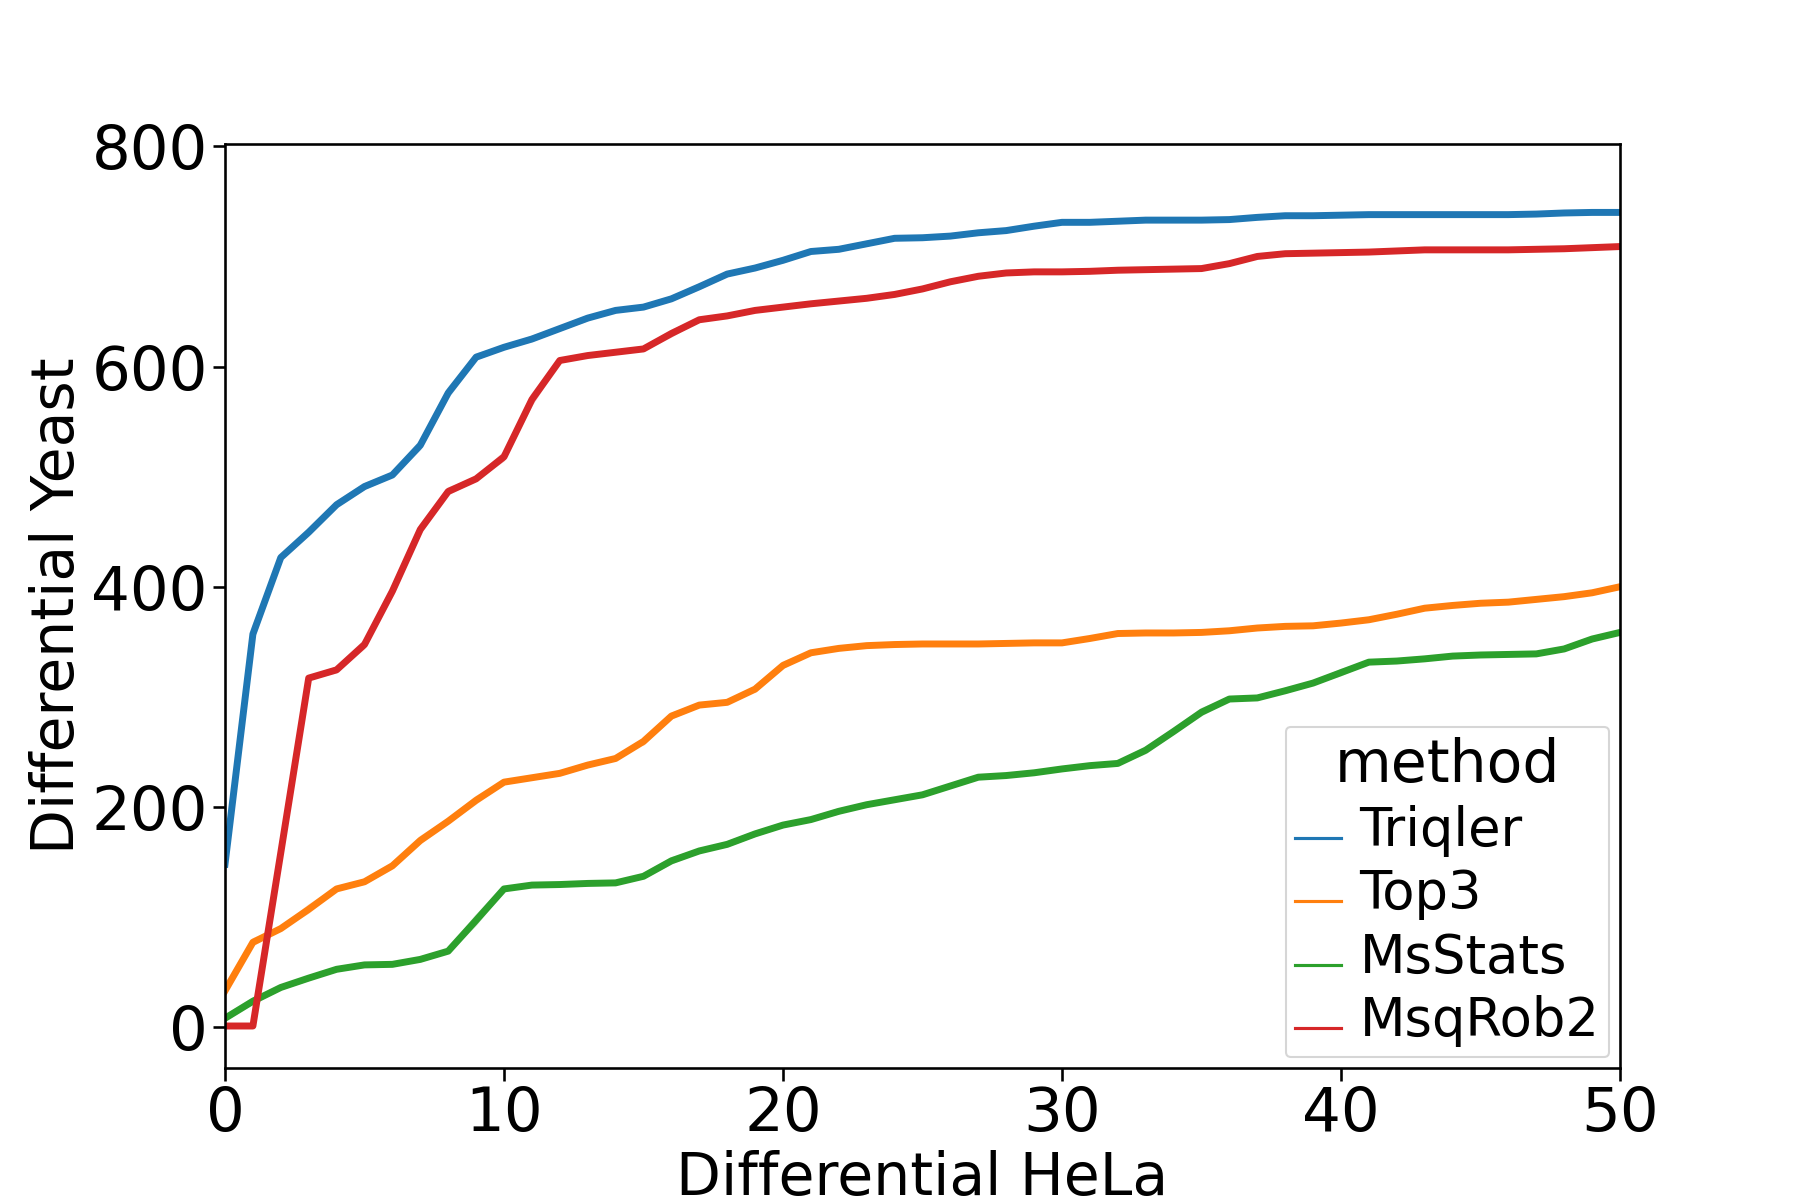 800
600
400
200
0
Differential Yeast
0 10 20 30 40 50
Differential HeLa
method
Triqler
Top3
MsStats
MsqRob2